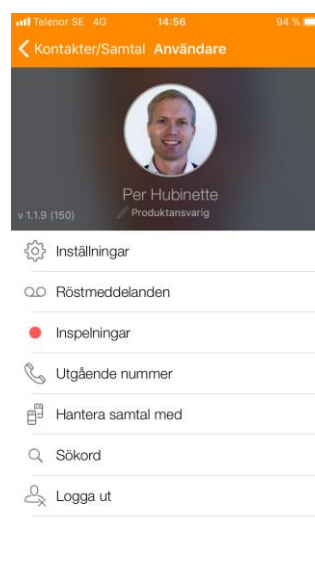 Telenor SE 4G 14:56 94 %
Kontakter/Samtal Användare
Per Hubinette
v 1.1.9 (150) Produktansvarig
Inställningar
Röstmeddelanden
Inspelningar
Utgående nummer
Hantera samtal med
Sökord
Logga ut